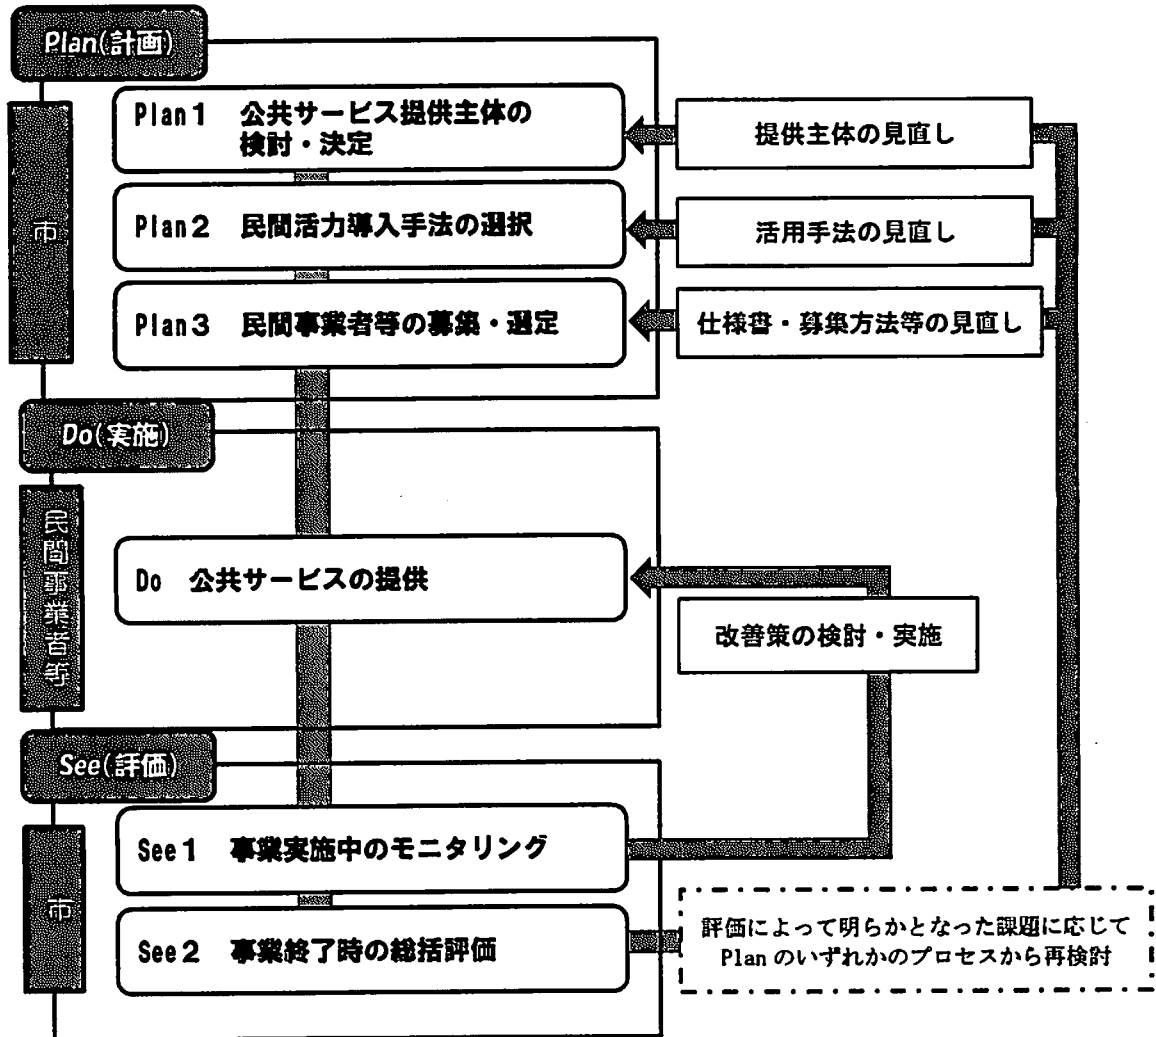 Plan(計画)
市
Plan1 公共サービス提供主体の
検討・決定
提供主体の見直し
Plan2 民間活力導入手法の選択
活用手法の見直し
Plan3 民間事業者等の募集・選定
仕様書・募集方法等の見直し
Do(実施)
民間事業者等
Do 公共サービスの提供
改善策の検討・実施
See(評価)
市
See1 事業実施中のモニタリング
See2 事業終了時の総括評価
評価によって明らかとなった課題に応じて
Planのいずれかのプロセスから再検討